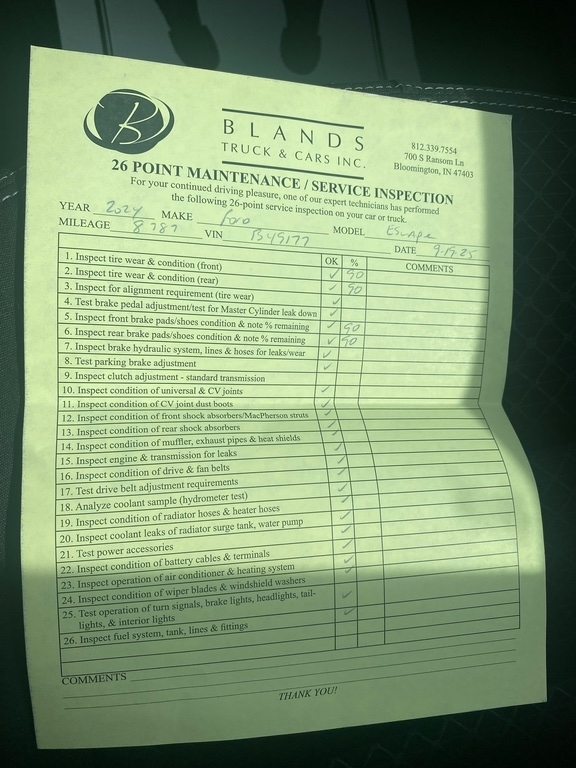 B
BLANDS
TRUCK & CARS INC.
812.339.7554
700 S Ransom Ln
Bloomington, IN 47403
26 POINT MAINTENANCE / SERVICE INSPECTION
For your continued driving pleasure, one of our expert technicians has performed
the following 26-point service inspection on your car or truck.
YEAR 2024 MAKE Ford MODEL Escape
MILEAGE 8787 VIN B49177 DATE 9-19-25
OK % COMMENTS
1. Inspect tire wear & condition (front) ✓ 90
2. Inspect tire wear & condition (rear) ✓ 90
3. Inspect for alignment requirement (tire wear) ✓
4. Test brake pedal adjustment/test for Master Cylinder leak down ✓
5. Inspect front brake pads/shoes condition & note % remaining ✓ 90
6. Inspect rear brake pads/shoes condition & note % remaining ✓ 90
7. Inspect brake hydraulic system, lines & hoses for leaks/wear ✓
8. Test parking brake adjustment ✓
9. Inspect clutch adjustment - standard transmission
10. Inspect condition of universal & CV joints ✓
11. Inspect condition of CV joint dust boots ✓
12. Inspect condition of front shock absorbers/MacPherson struts ✓
13. Inspect condition of rear shock absorbers ✓
14. Inspect condition of muffler, exhaust pipes & heat shields ✓
15. Inspect engine & transmission for leaks ✓
16. Inspect condition of drive & fan belts ✓
17. Test drive belt adjustment requirements ✓
18. Analyze coolant sample (hydrometer test) ✓
19. Inspect condition of radiator hoses & heater hoses ✓
20. Inspect coolant leaks of radiator surge tank, water pump ✓
21. Test power accessories ✓
22. Inspect condition of battery cables & terminals ✓
23. Inspect operation of air conditioner & heating system ✓
24. Inspect condition of wiper blades & windshield washers ✓
25. Test operation of turn signals, brake lights, headlights, tail-
lights, & interior lights ✓
26. Inspect fuel system, tank, lines & fittings ✓
COMMENTS
THANK YOU!